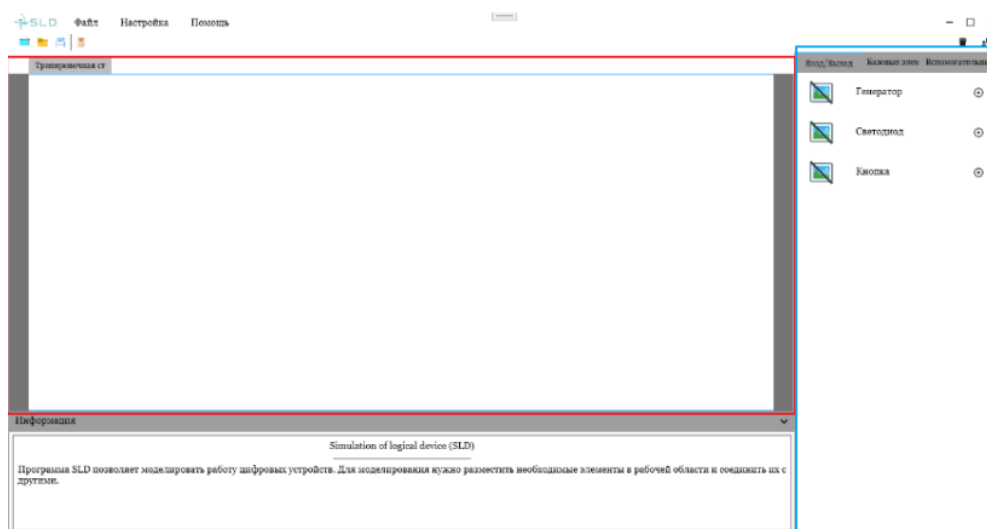 SLD Файл Настройка Помощь
Тренировочная ст
Вход/Вывод Базовые элем Вспомогательны
Генератор
Светодиод
Кнопка
Информация
Simulation of logical device (SLD)
Программа SLD позволяет моделировать работу цифровых устройств. Для моделирования нужно разместить необходимые элементы в рабочей области и соединить их с
другими.